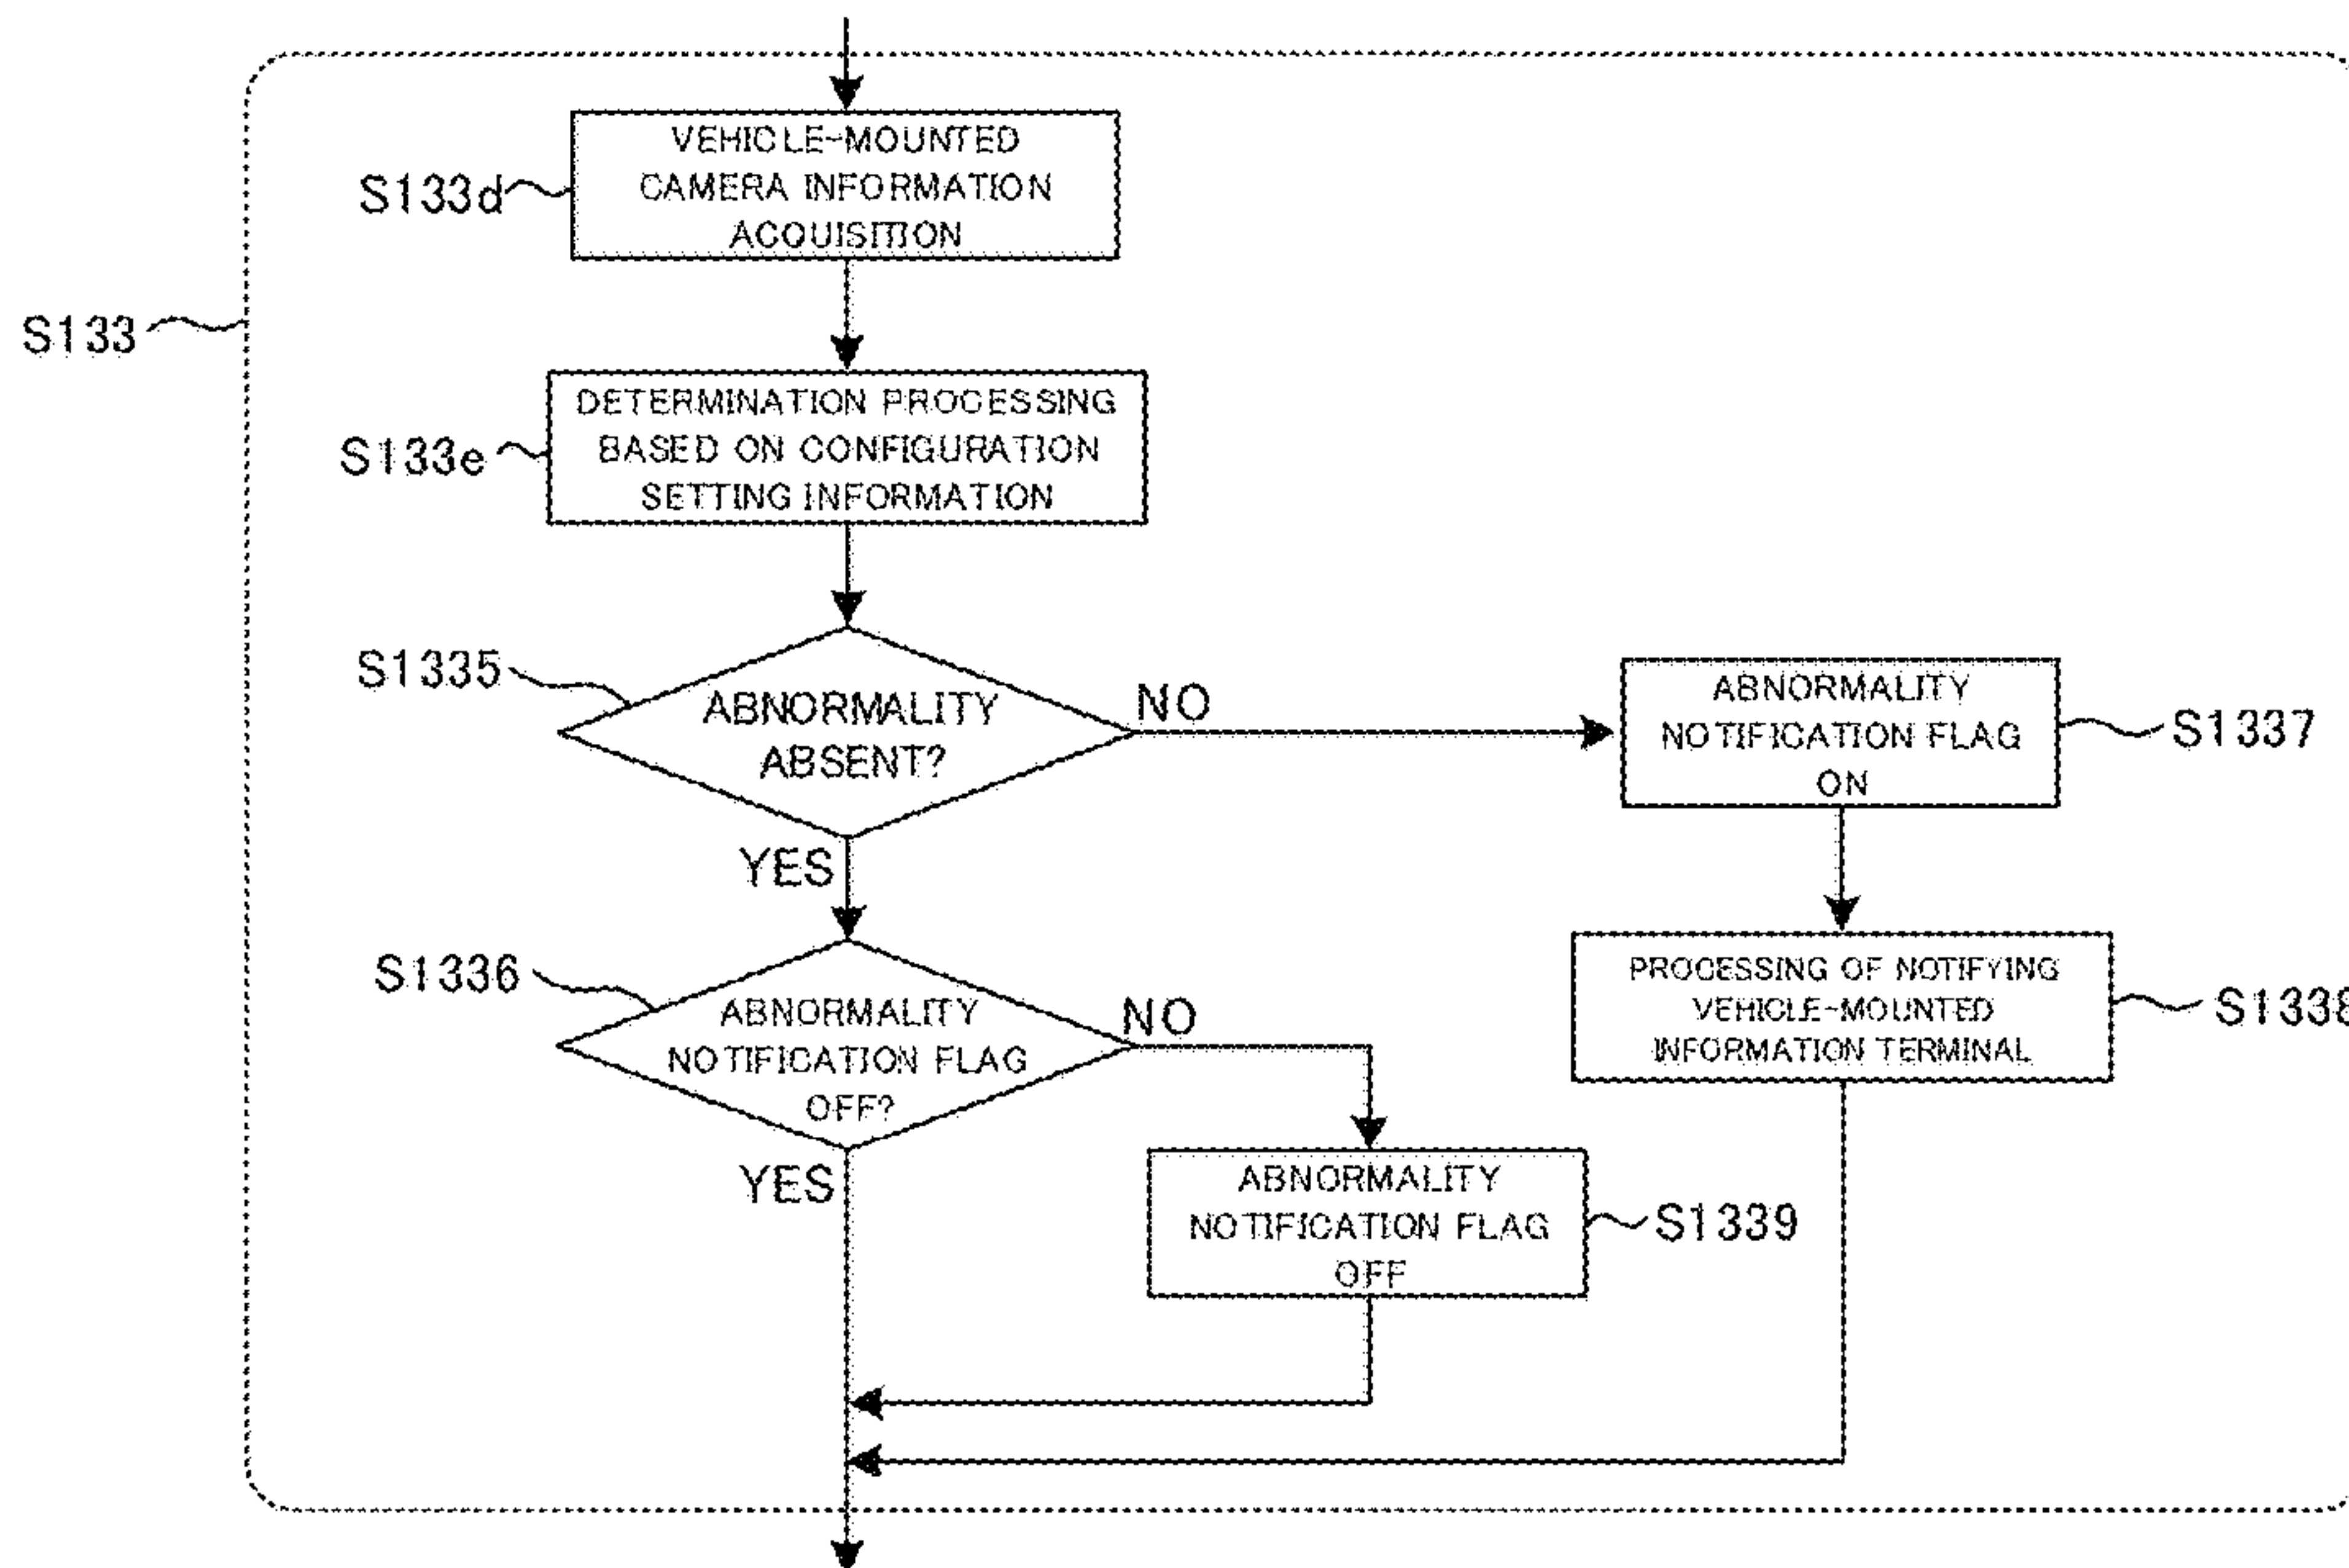 VEHICLE-MOUNTED
CAMERA INFORMATION
ACQUISITION
S133d
S133
DETERMINATION PROCESSING
BASED ON CONFIGURATION
SETTING INFORMATION
S133e
S1335
ABNORMALITY
ABSENT?
NO
YES
ABNORMALITY
NOTIFICATION FLAG
ON
S1337
S1336
ABNORMALITY
NOTIFICATION FLAG
OFF?
NO
YES
PROCESSING OF NOTIFYING
VEHICLE-MOUNTED
INFORMATION TERMINAL
S1338
ABNORMALITY
NOTIFICATION FLAG
OFF
S1339